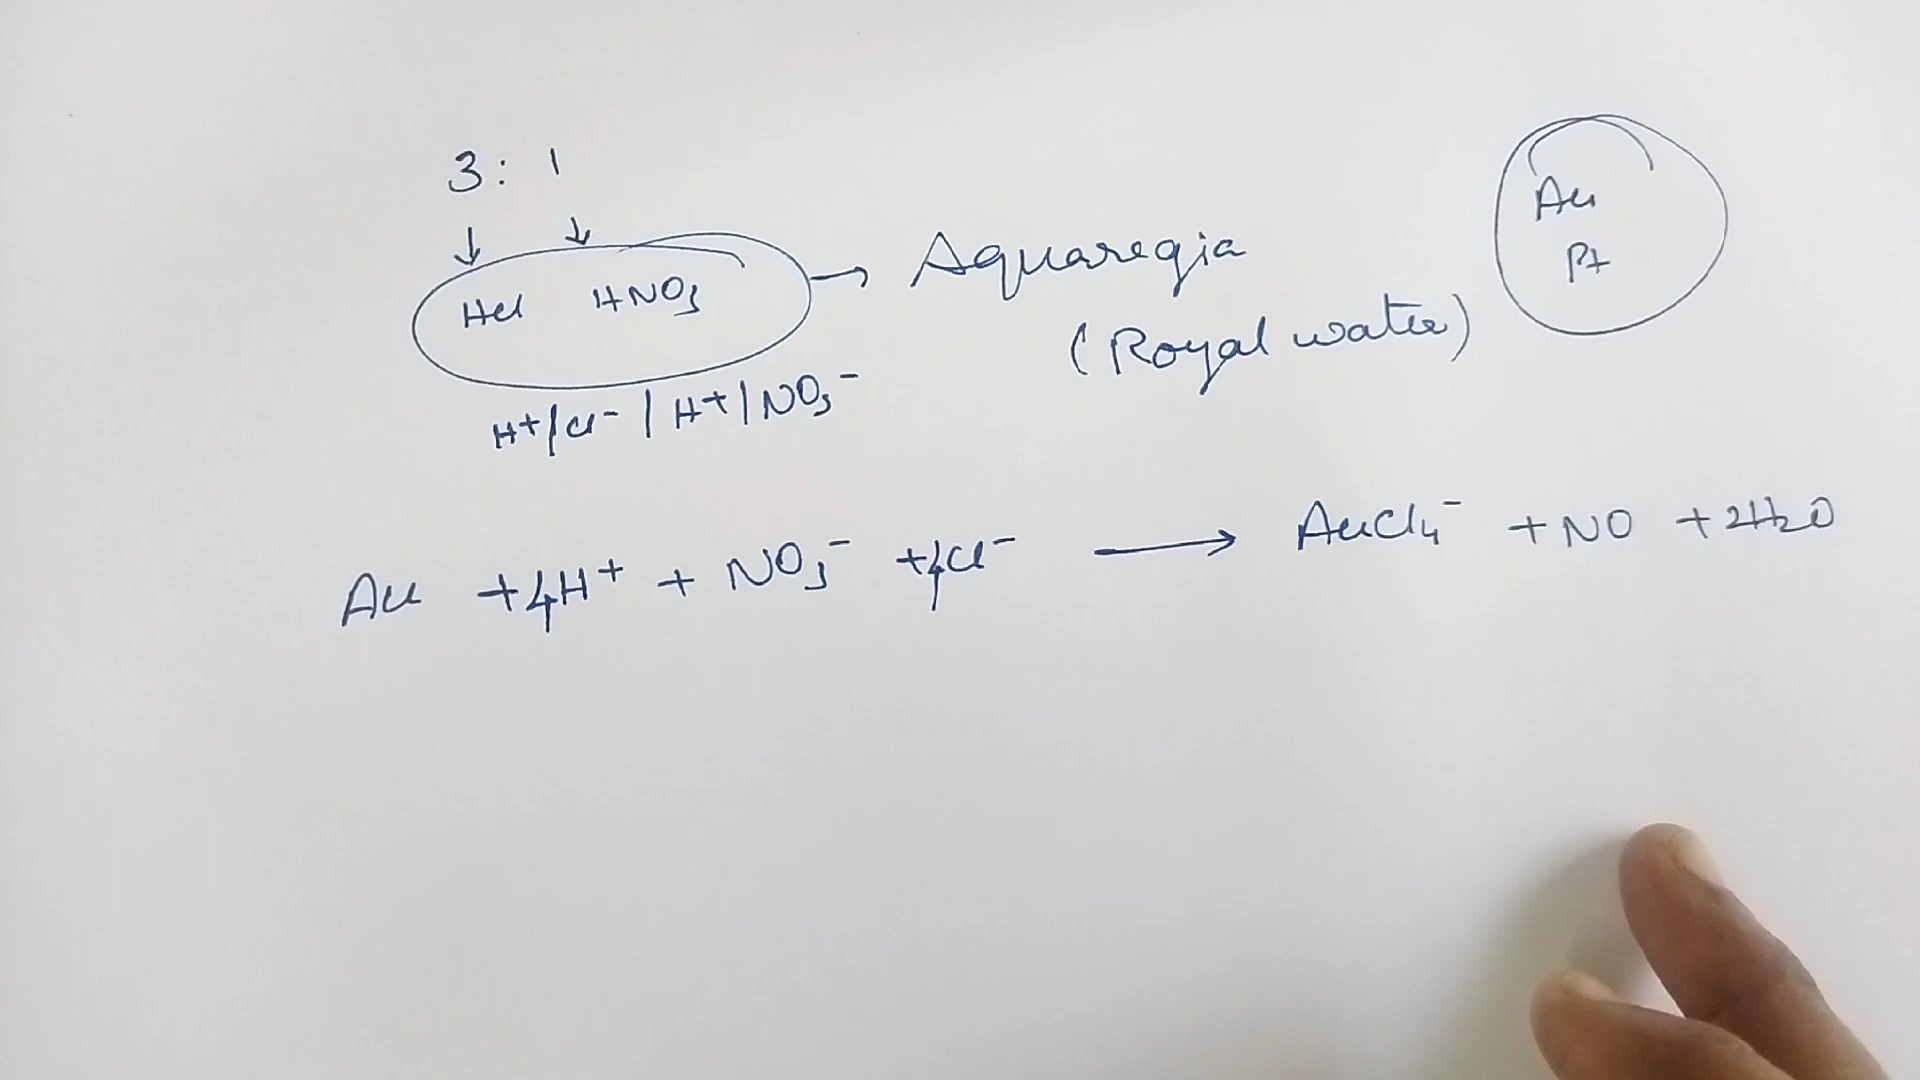 3 : 1
↓ ↓
HCl HNO₃ → Aquaregia
(Royal water)
Au
Pt
H⁺/Cl⁻ / H⁺/NO₃⁻
Au + 4H⁺ + NO₃⁻ + 4Cl⁻ ⟶ AuCl₄⁻ + NO + 2H₂O